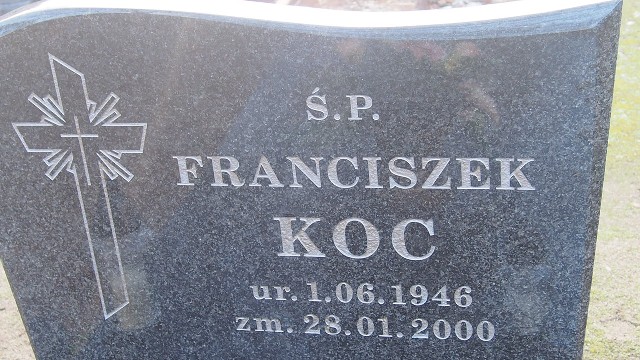 Ś.P.
FRANCISZEK
KOC
ur. 1.06.1946
zm. 28.01.2000